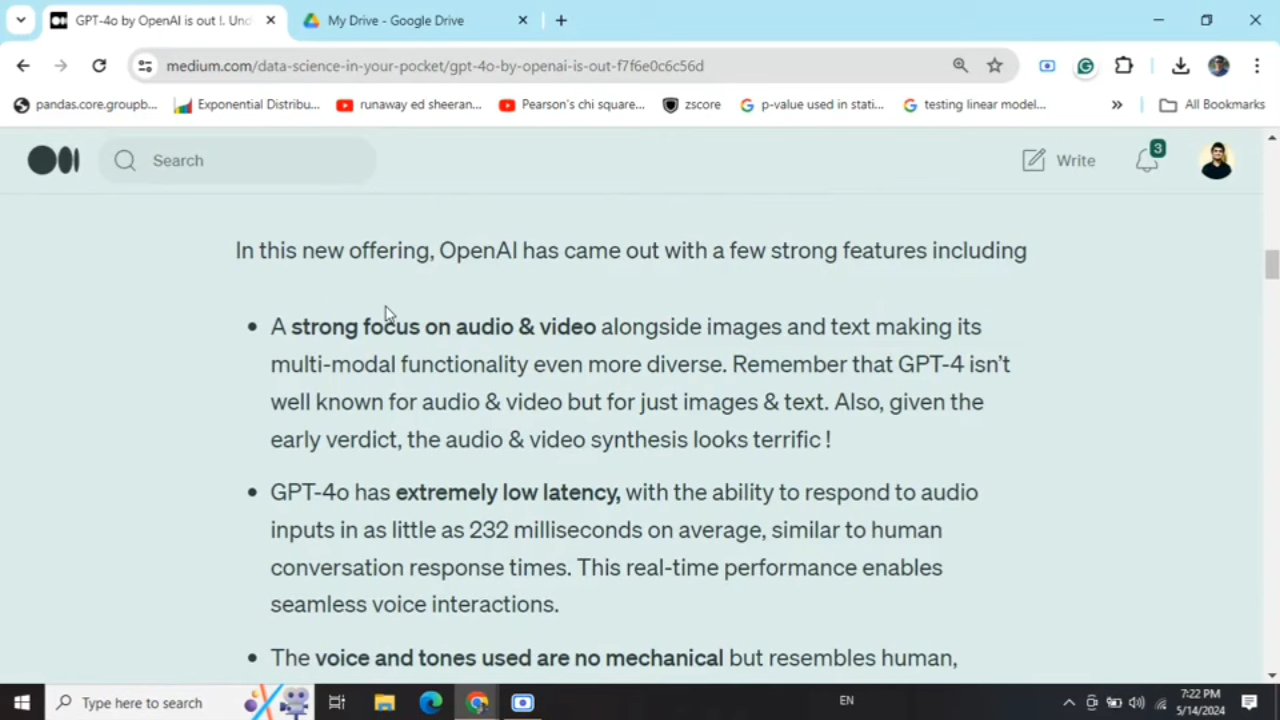 GPT-4o by OpenAI is out !. Unc
My Drive - Google Drive
medium.com/data-science-in-your-pocket/gpt-4o-by-openai-is-out-f7f6e0c6c56d
pandas.core.groupb...
Exponential Distribu...
runaway ed sheeran...
Pearson's chi square...
zscore
p-value used in stati...
testing linear model...
All Bookmarks
Search
Write
3
In this new offering, OpenAI has came out with a few strong features including
• A strong focus on audio & video alongside images and text making its
multi-modal functionality even more diverse. Remember that GPT-4 isn't
well known for audio & video but for just images & text. Also, given the
early verdict, the audio & video synthesis looks terrific !
• GPT-4o has extremely low latency, with the ability to respond to audio
inputs in as little as 232 milliseconds on average, similar to human
conversation response times. This real-time performance enables
seamless voice interactions.
• The voice and tones used are no mechanical but resembles human,
Type here to search
EN
7:22 PM
5/14/2024